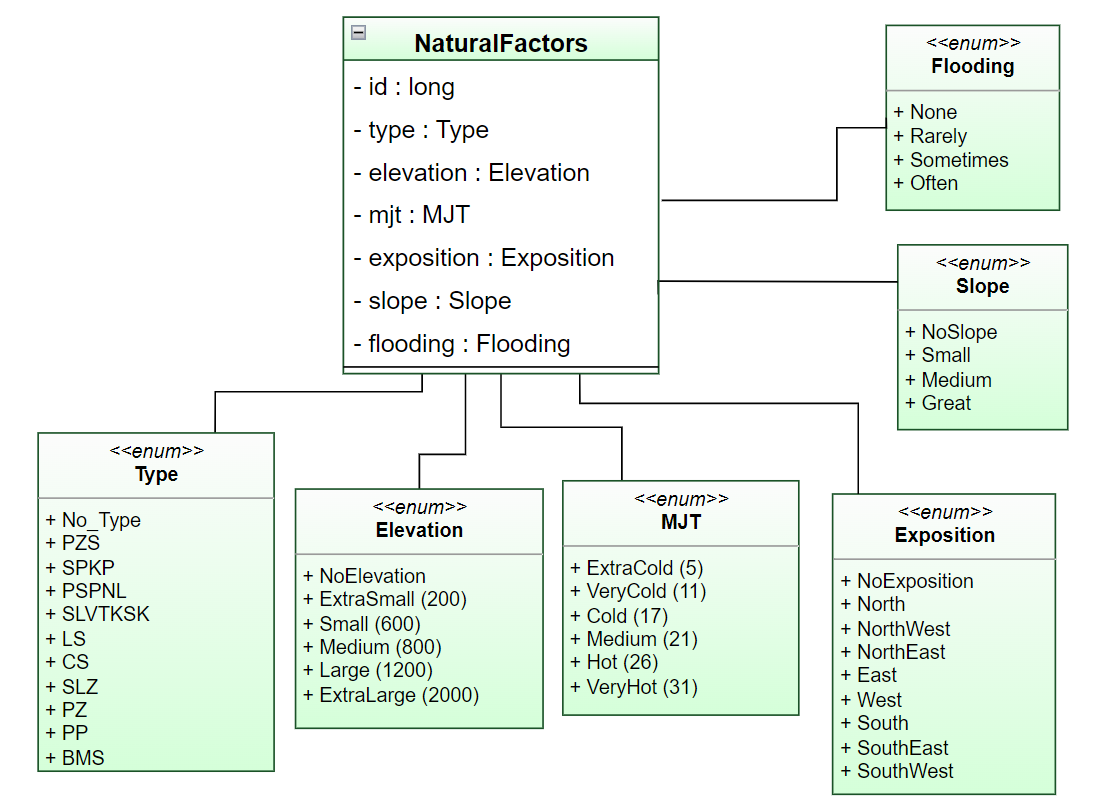 NaturalFactors
- id : long
- type : Type
- elevation : Elevation
- mjt : MJT
- exposition : Exposition
- slope : Slope
- flooding : Flooding
<<enum>>
Flooding
+ None
+ Rarely
+ Sometimes
+ Often
<<enum>>
Slope
+ NoSlope
+ Small
+ Medium
+ Great
<<enum>>
Type
+ No_Type
+ PZS
+ SPKP
+ PSPNL
+ SLVTKSK
+ LS
+ CS
+ SLZ
+ PZ
+ PP
+ BMS
<<enum>>
Elevation
+ NoElevation
+ ExtraSmall (200)
+ Small (600)
+ Medium (800)
+ Large (1200)
+ ExtraLarge (2000)
<<enum>>
MJT
+ ExtraCold (5)
+ VeryCold (11)
+ Cold (17)
+ Medium (21)
+ Hot (26)
+ VeryHot (31)
<<enum>>
Exposition
+ NoExposition
+ North
+ NorthWest
+ NorthEast
+ East
+ West
+ South
+ SouthEast
+ SouthWest